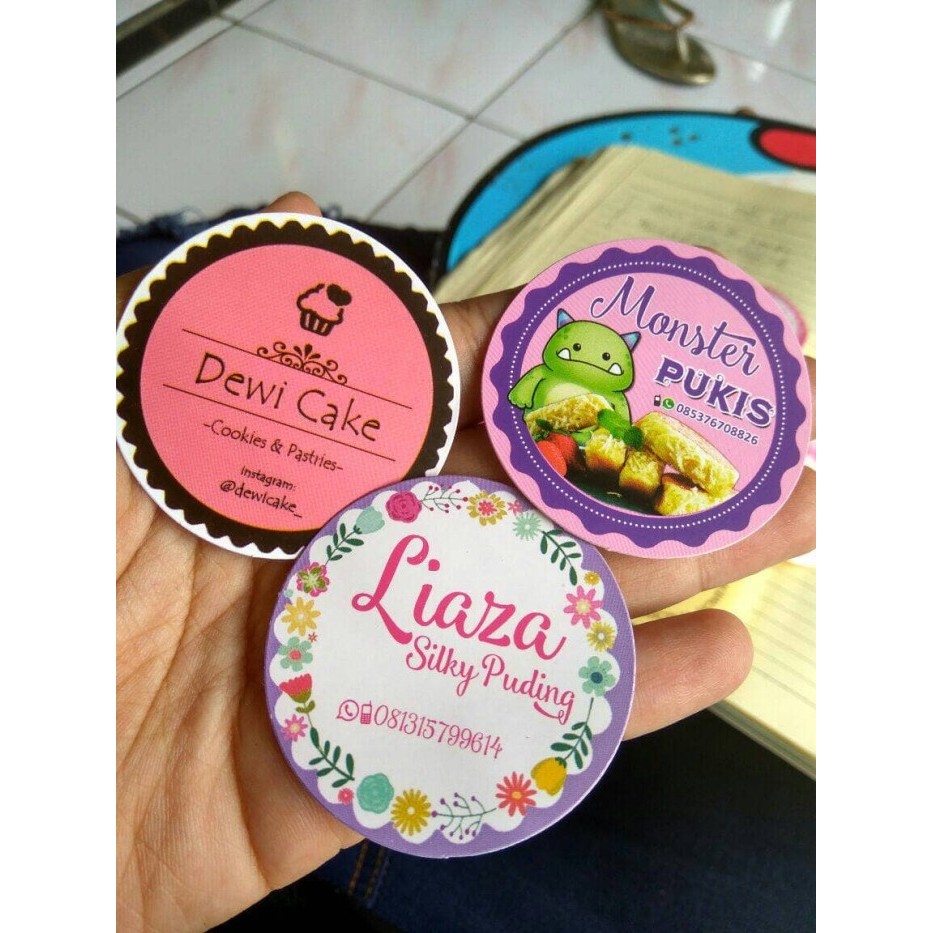 Dewi Cake
-Cookies & Pastries-
instagram:
@dewicake_
Monster
PUKIS
085376708826
Liaza
Silky Puding
081315799614